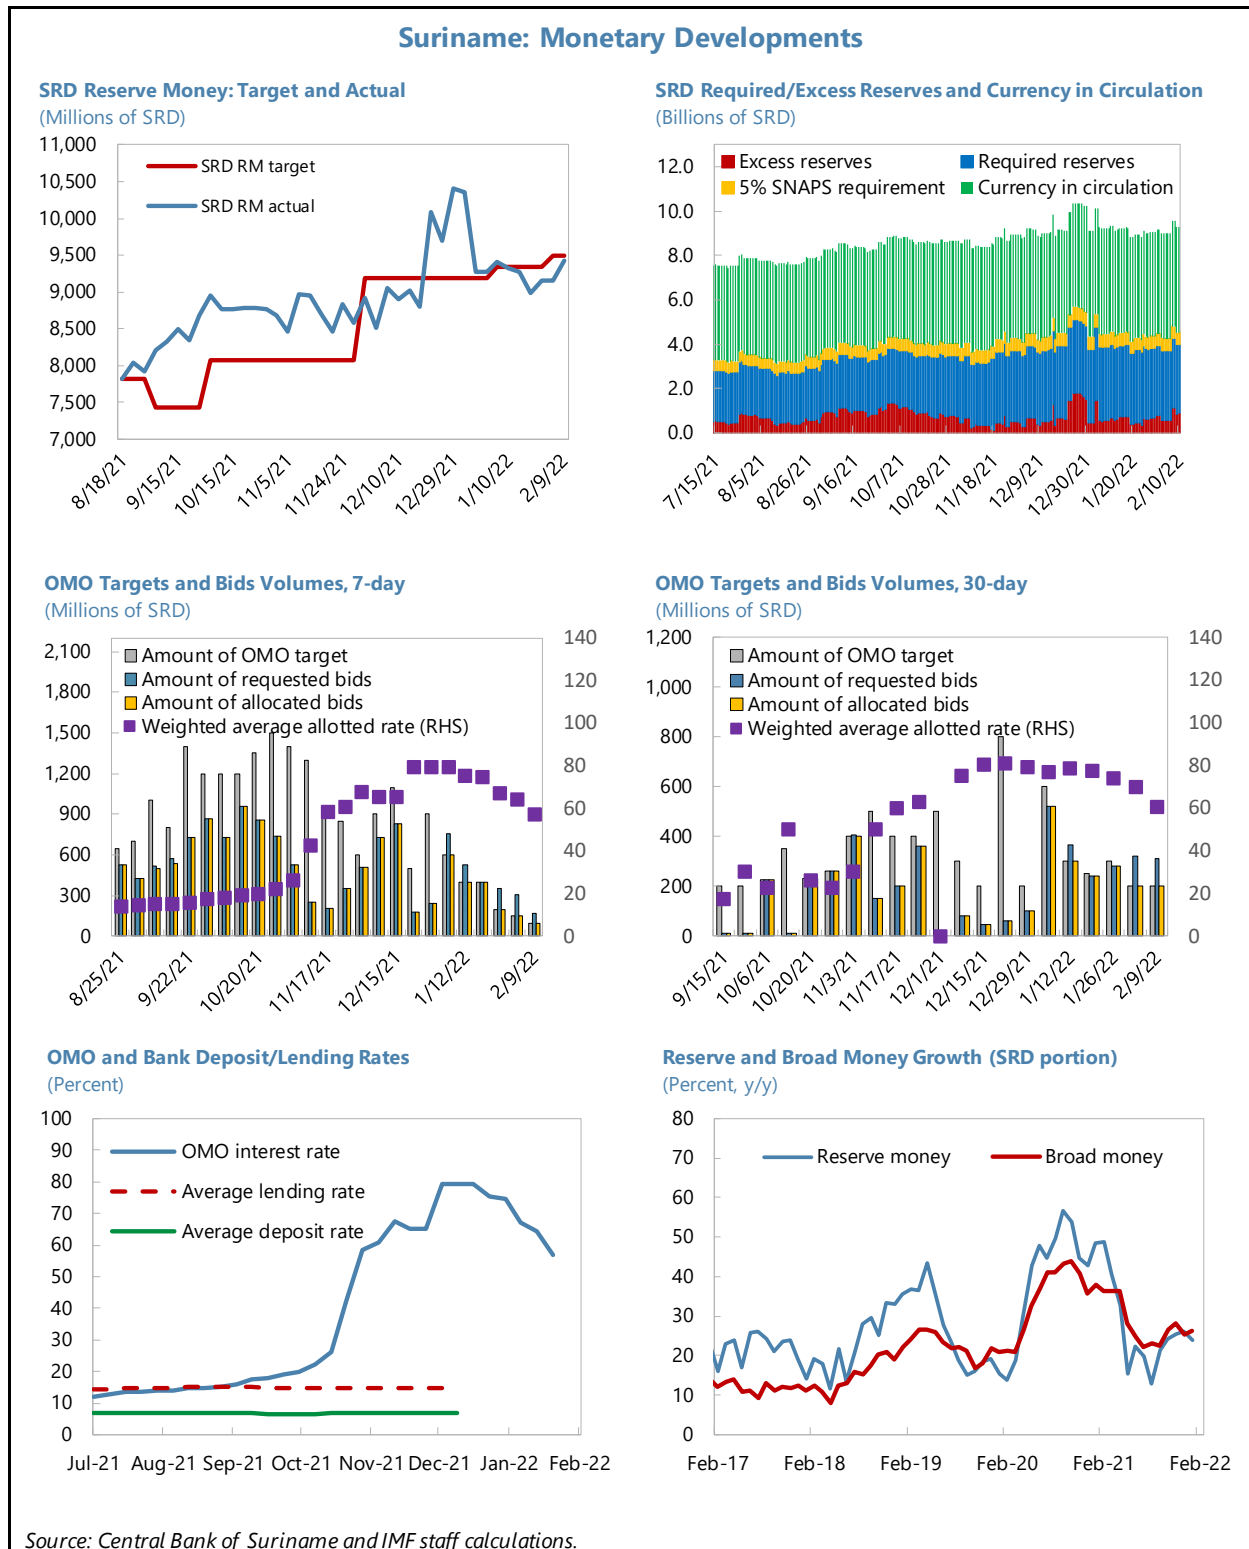 Suriname: Monetary Developments
SRD Reserve Money: Target and Actual
(Millions of SRD)
11,000
10,500
10,000
9,500
9,000
8,500
8,000
7,500
7,000
SRD RM target
SRD RM actual
8/18/21
9/15/21
10/15/21
11/5/21
11/24/21
12/10/21
12/29/21
1/10/22
2/9/22
SRD Required/Excess Reserves and Currency in Circulation
(Billions of SRD)
12.0
10.0
8.0
6.0
4.0
2.0
0.0
Excess reserves
Required reserves
5% SNAPS requirement
Currency in circulation
7/15/21
8/5/21
8/26/21
9/16/21
10/7/21
10/28/21
11/18/21
12/9/21
12/30/21
1/20/22
2/10/22
OMO Targets and Bids Volumes, 7-day
(Millions of SRD)
2,100
1,800
1,500
1,200
900
600
300
0
Amount of OMO target
Amount of requested bids
Amount of allocated bids
Weighted average allotted rate (RHS)
140
120
100
80
60
40
20
0
8/25/21
9/22/21
10/20/21
11/17/21
12/15/21
1/12/22
2/9/22
OMO Targets and Bids Volumes, 30-day
(Millions of SRD)
1,200
1,000
800
600
400
200
0
Amount of OMO target
Amount of requested bids
Amount of allocated bids
Weighted average allotted rate (RHS)
140
120
100
80
60
40
20
0
9/15/21
10/6/21
10/20/21
11/3/21
11/17/21
12/1/21
12/15/21
12/29/21
1/12/22
1/26/22
2/9/22
OMO and Bank Deposit/Lending Rates
(Percent)
100
90
80
70
60
50
40
30
20
10
0
OMO interest rate
Average lending rate
Average deposit rate
Jul-21
Aug-21
Sep-21
Oct-21
Nov-21
Dec-21
Jan-22
Feb-22
Reserve and Broad Money Growth (SRD portion)
(Percent, y/y)
80
70
60
50
40
30
20
10
0
Reserve money
Broad money
Feb-17
Feb-18
Feb-19
Feb-20
Feb-21
Feb-22
Source: Central Bank of Suriname and IMF staff calculations.